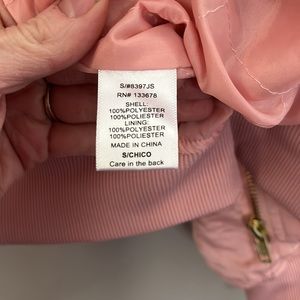 S/#8397JS
RN# 133678
SHELL:
100%POLYESTER
100%POLIESTER
LINING:
100%POLYESTER
100%POLIESTER
MADE IN CHINA
S/CHICO
Care in the back